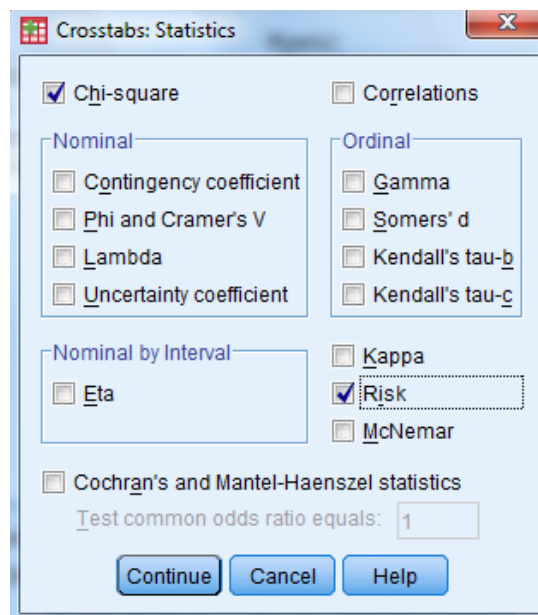 Crosstabs: Statistics
Chi-square
Correlations
Nominal
Contingency coefficient
Phi and Cramer's V
Lambda
Uncertainty coefficient
Ordinal
Gamma
Somers' d
Kendall's tau-b
Kendall's tau-c
Nominal by Interval
Eta
Kappa
Risk
McNemar
Cochran's and Mantel-Haenszel statistics
Test common odds ratio equals: 1
Continue Cancel Help